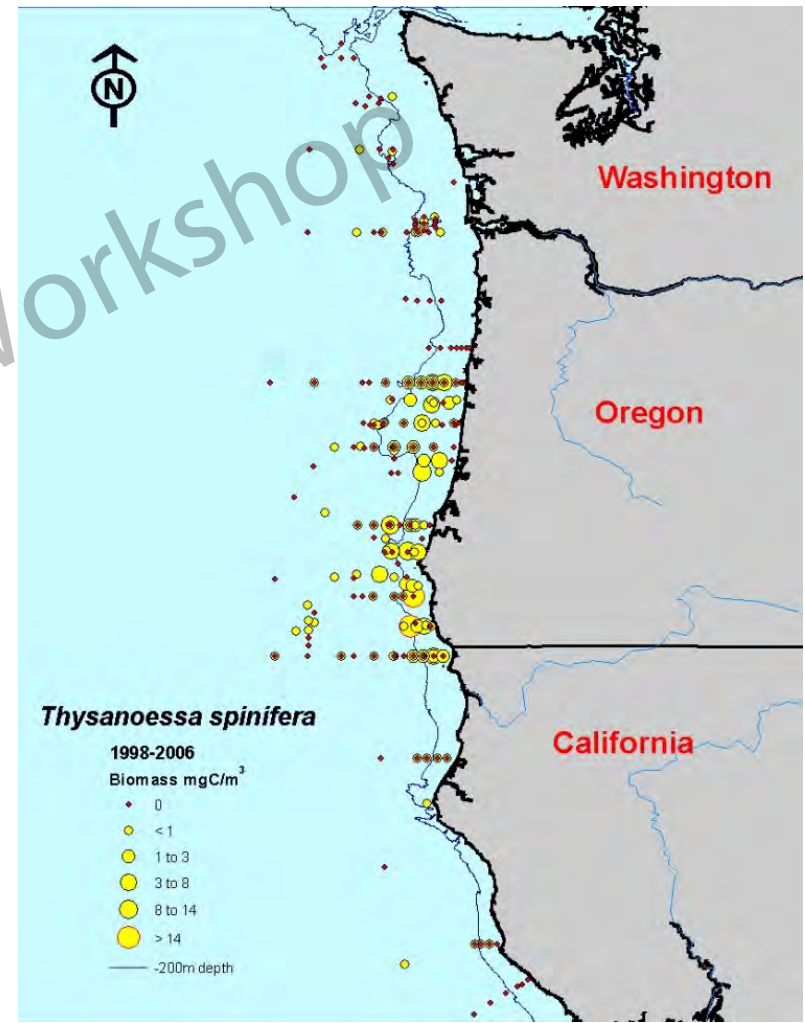 N
Workshop
Washington
Oregon
California
Thysanoessa spinifera
1998-2006
Biomass mgC/m³
0
< 1
1 to 3
3 to 8
8 to 14
> 14
-200m depth